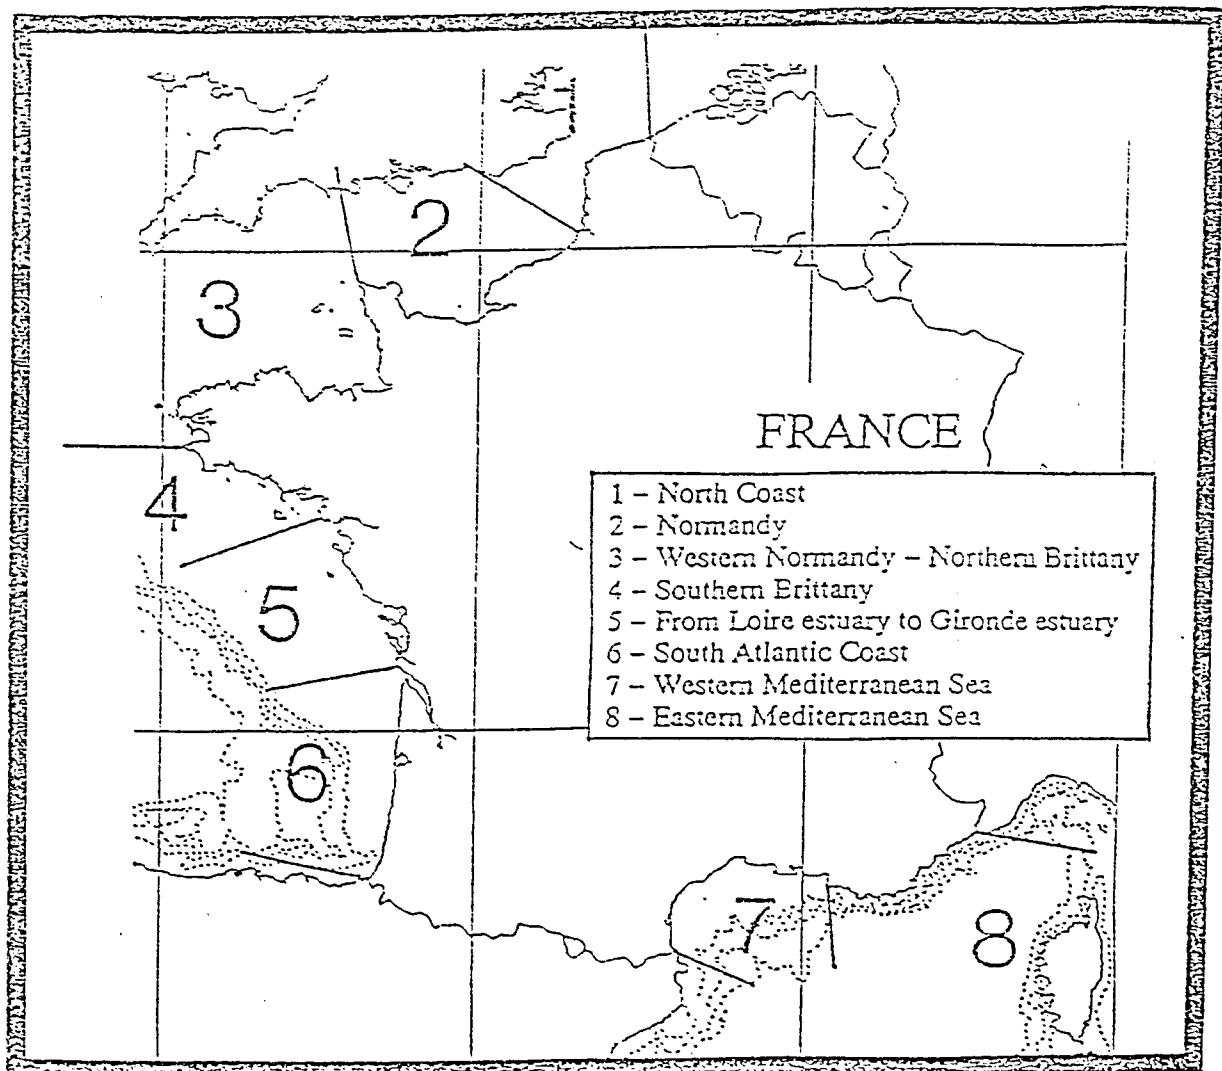 2
3
FRANCE
4
1 – North Coast
2 – Normandy
3 – Western Normandy – Northern Brittany
4 – Southern Brittany
5 – From Loire estuary to Gironde estuary
6 – South Atlantic Coast
7 – Western Mediterranean Sea
8 – Eastern Mediterranean Sea
5
6
7
8